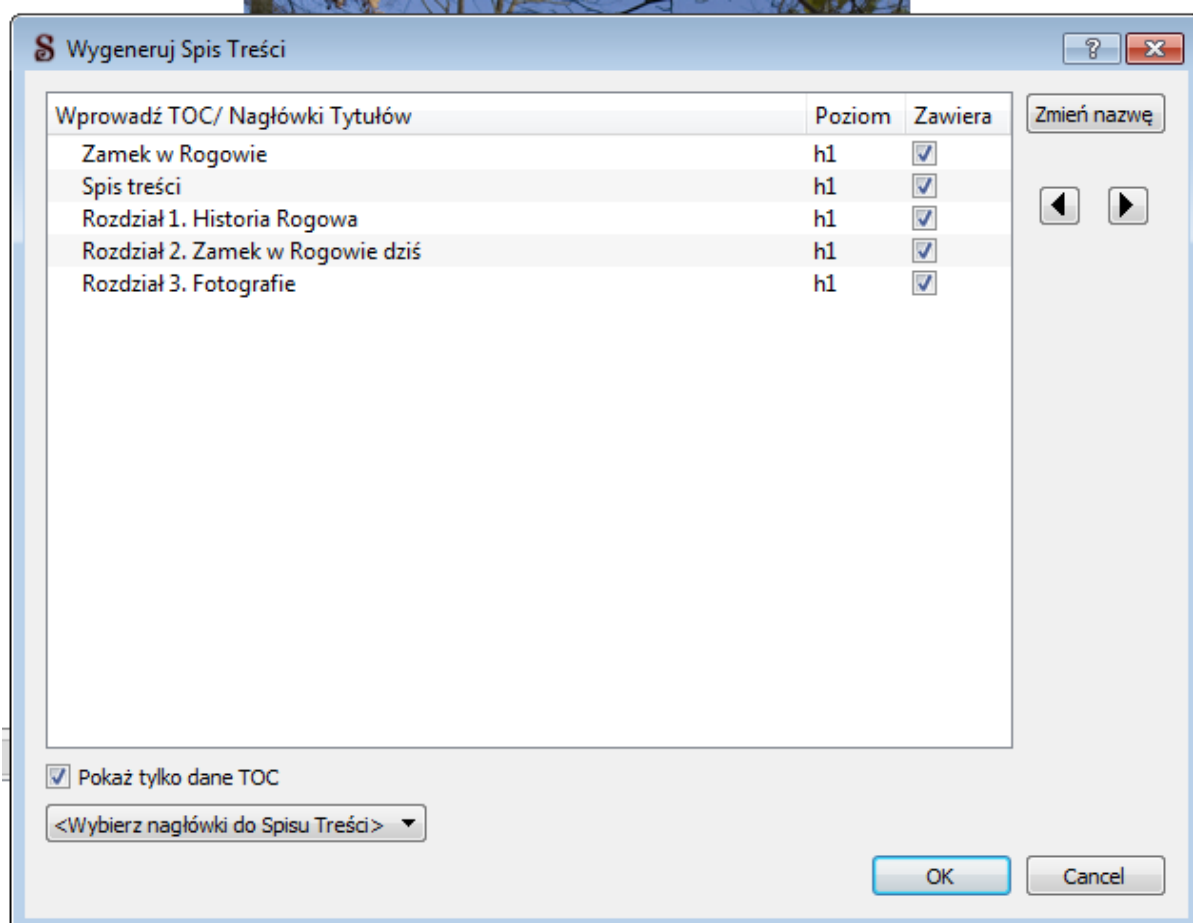 Wygeneruj Spis Treści
Wprowadź TOC/ Nagłówki Tytułów Poziom Zawiera Zmień nazwę
Zamek w Rogowie h1
Spis treści h1
Rozdział 1. Historia Rogowa h1
Rozdział 2. Zamek w Rogowie dziś h1
Rozdział 3. Fotografie h1
Pokaż tylko dane TOC
<Wybierz nagłówki do Spisu Treści>
OK Cancel